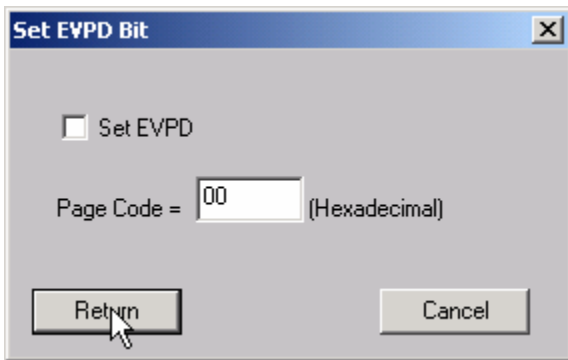 Set EVPD Bit
Set EVPD
Page Code = 00 (Hexadecimal)
Return Cancel